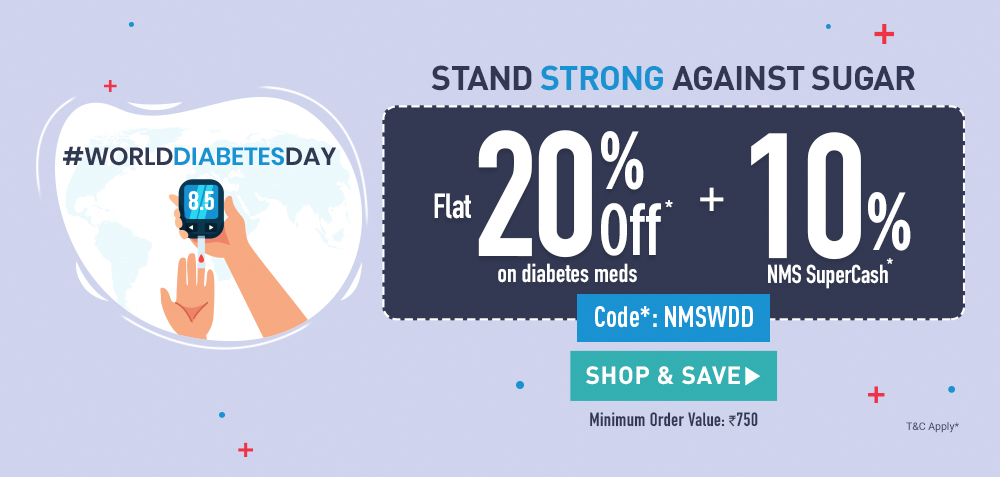 STAND STRONG AGAINST SUGAR
#WORLDDIABETESDAY
8.5
Flat 20% Off* + 10%
on diabetes meds
NMS SuperCash*
Code*: NMSWDD
SHOP & SAVE▶
Minimum Order Value: ₹750
T&C Apply*